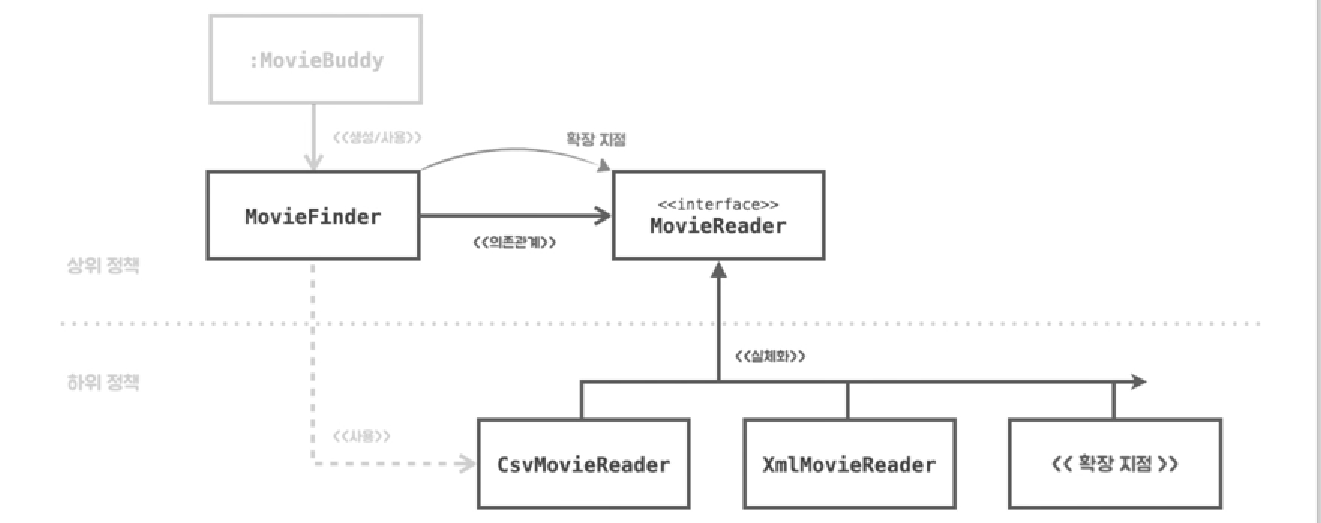 :MovieBuddy
<<생성/사용>>
확장 지점
MovieFinder
<<interface>>
MovieReader
<<의존관계>>
상위 정책
<<실체화>>
하위 정책
<<사용>>
CsvMovieReader
XmlMovieReader
<< 확장 지점 >>